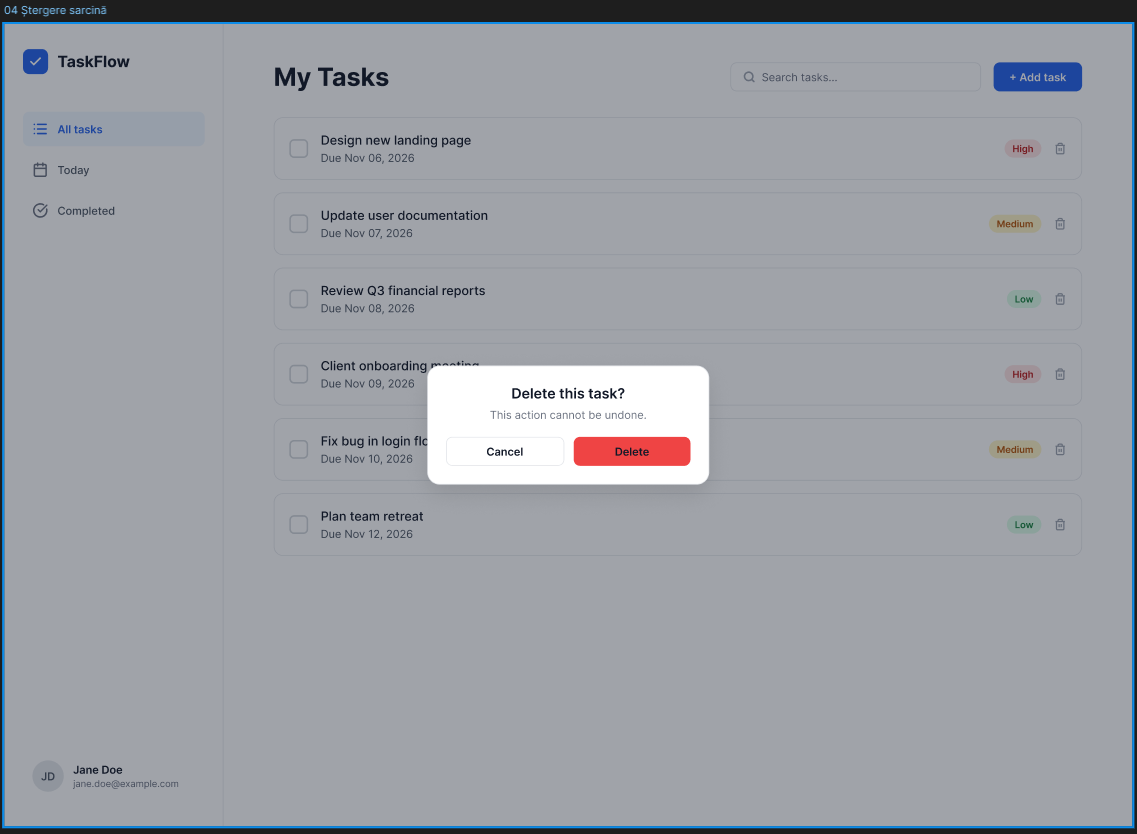 04 Ștergere sarcină
TaskFlow
All tasks
Today
Completed
My Tasks
Search tasks...
+ Add task
Design new landing page
Due Nov 06, 2026
High
Update user documentation
Due Nov 07, 2026
Medium
Review Q3 financial reports
Due Nov 08, 2026
Low
Client onboarding meeting
Due Nov 09, 2026
High
Fix bug in login flo
Due Nov 10, 2026
Medium
Plan team retreat
Due Nov 12, 2026
Low
Delete this task?
This action cannot be undone.
Cancel
Delete
JD
Jane Doe
jane.doe@example.com